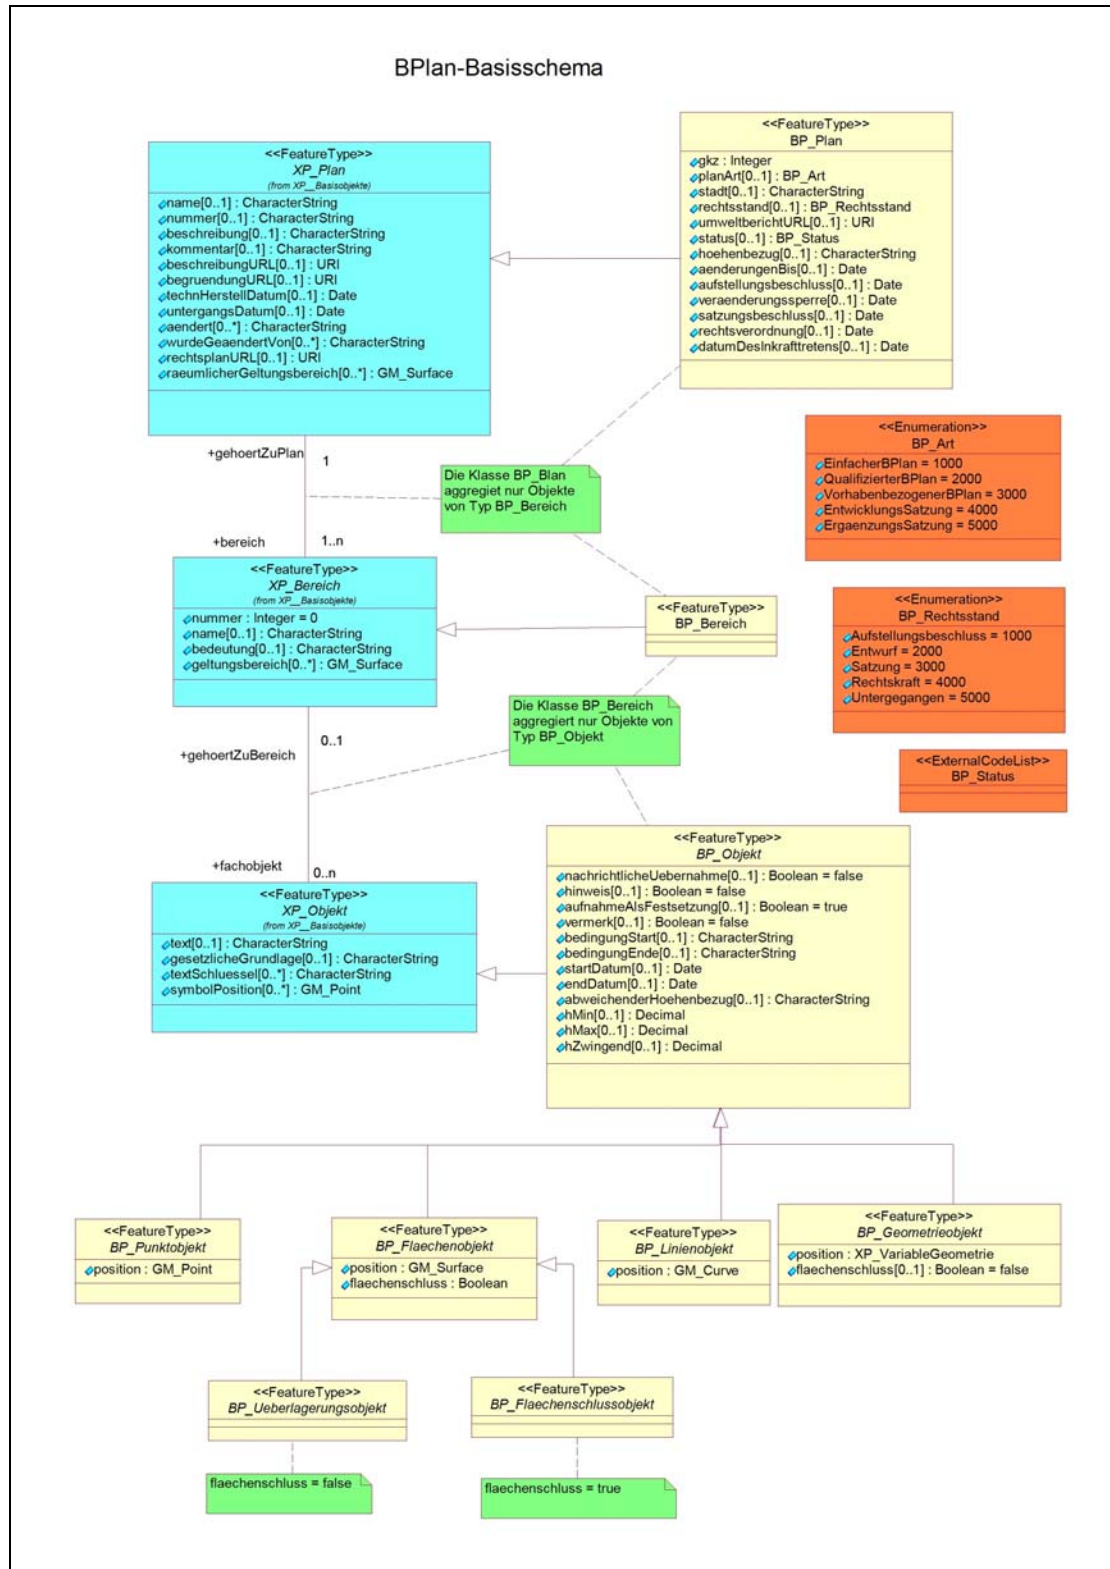 BPlan-Basisschema
<<FeatureType>>
XP_Plan
(from XP__Basisobjekte)
name[0..1] : CharacterString
nummer[0..1] : CharacterString
beschreibung[0..1] : CharacterString
kommentar[0..1] : CharacterString
beschreibungURL[0..1] : URI
begruendungURL[0..1] : URI
technHerstellDatum[0..1] : Date
untergangsDatum[0..1] : Date
aendert[0..*] : CharacterString
wurdeGeaendertVon[0..*] : CharacterString
rechtsplanURL[0..1] : URI
raeumlicherGeltungsbereich[0..*] : GM_Surface
<<FeatureType>>
BP_Plan
gkz : Integer
planArt[0..1] : BP_Art
stadt[0..1] : CharacterString
rechtsstand[0..1] : BP_Rechtsstand
umweltberichtURL[0..1] : URI
status[0..1] : BP_Status
hoehenbezug[0..1] : CharacterString
aenderungenBis[0..1] : Date
aufstellungsbeschluss[0..1] : Date
veraenderungssperre[0..1] : Date
satzungsbeschluss[0..1] : Date
rechtsverordnung[0..1] : Date
datumDesInkrafttretens[0..1] : Date
+gehoertZuPlan
1
Die Klasse BP_Blan
aggregiet nur Objekte
von Typ BP_Bereich
<<Enumeration>>
BP_Art
EinfacherBPlan = 1000
QualifizierterBPlan = 2000
VorhabenbezogenerBPlan = 3000
EntwicklungsSatzung = 4000
ErgaenzungsSatzung = 5000
+bereich
1..n
<<FeatureType>>
XP_Bereich
(from XP__Basisobjekte)
nummer : Integer = 0
name[0..1] : CharacterString
bedeutung[0..1] : CharacterString
geltungsbereich[0..*] : GM_Surface
<<FeatureType>>
BP_Bereich
<<Enumeration>>
BP_Rechtsstand
Aufstellungsbeschluss = 1000
Entwurf = 2000
Satzung = 3000
Rechtskraft = 4000
Untergegangen = 5000
+gehoertZuBereich
0..1
Die Klasse BP_Bereich
aggregiert nur Objekte von
Typ BP_Objekt
<<ExternalCodeList>>
BP_Status
+fachobjekt
0..n
<<FeatureType>>
XP_Objekt
(from XP__Basisobjekte)
text[0..1] : CharacterString
gesetzlicheGrundlage[0..1] : CharacterString
textSchluessel[0..*] : CharacterString
symbolPosition[0..*] : GM_Point
<<FeatureType>>
BP_Objekt
nachrichtlicheUebernahme[0..1] : Boolean = false
hinweis[0..1] : Boolean = false
aufnahmeAlsFestsetzung[0..1] : Boolean = true
vermerk[0..1] : Boolean = false
bedingungStart[0..1] : CharacterString
bedingungEnde[0..1] : CharacterString
startDatum[0..1] : Date
endDatum[0..1] : Date
abweichenderHoehenbezug[0..1] : CharacterString
hMin[0..1] : Decimal
hMax[0..1] : Decimal
hZwingend[0..1] : Decimal
<<FeatureType>>
BP_Punktobjekt
position : GM_Point
<<FeatureType>>
BP_Flaechenobjekt
position : GM_Surface
flaechenschluss : Boolean
<<FeatureType>>
BP_Linienobjekt
position : GM_Curve
<<FeatureType>>
BP_Geometrieobjekt
position : XP_VariableGeometrie
flaechenschluss[0..1] : Boolean = false
<<FeatureType>>
BP_Ueberlagerungsobjekt
<<FeatureType>>
BP_Flaechenschlussobjekt
flaechenschluss = false
flaechenschluss = true